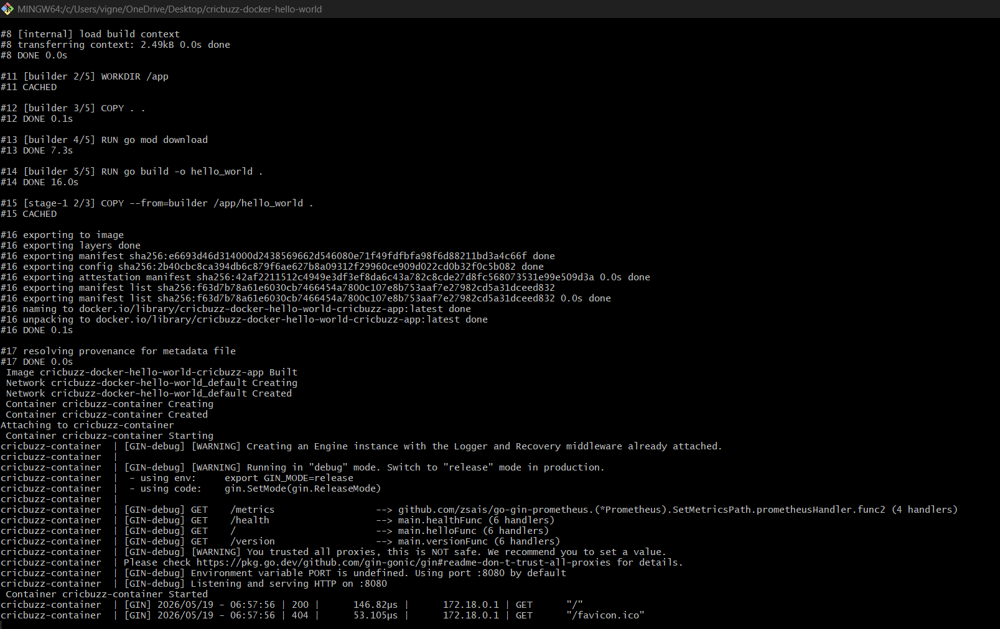 MINGW64:/c/Users/vigne/OneDrive/Desktop/cricbuzz-docker-hello-world
#8 [internal] load build context
#8 transferring context: 2.49kB 0.0s done
#8 DONE 0.0s
#11 [builder 2/5] WORKDIR /app
#11 CACHED
#12 [builder 3/5] COPY . .
#12 DONE 0.1s
#13 [builder 4/5] RUN go mod download
#13 DONE 7.3s
#14 [builder 5/5] RUN go build -o hello_world .
#14 DONE 16.0s
#15 [stage-1 2/3] COPY --from=builder /app/hello_world .
#15 CACHED
#16 exporting to image
#16 exporting layers done
#16 exporting manifest sha256:e6693d46d314000d2438569662d546080e71f49fdfbfa98f6d88211bd3a4c66f done
#16 exporting config sha256:2b40cbc8ca394db6c879f6ae627b8a09312f29960ce909d022cd0b32f0c5b082 done
#16 exporting attestation manifest sha256:42af2211512c4949e3df3ef8da6c43a782c8cde27d8fc568073531e99e509d3a 0.0s done
#16 exporting manifest list sha256:f63d7b78a61e6030cb7466454a7800c107e8b753aaf7e27982cd5a31dceed832
#16 exporting manifest list sha256:f63d7b78a61e6030cb7466454a7800c107e8b753aaf7e27982cd5a31dceed832 0.0s done
#16 naming to docker.io/library/cricbuzz-docker-hello-world-cricbuzz-app:latest done
#16 unpacking to docker.io/library/cricbuzz-docker-hello-world-cricbuzz-app:latest done
#16 DONE 0.1s
#17 resolving provenance for metadata file
#17 DONE 0.0s
Image cricbuzz-docker-hello-world-cricbuzz-app Built
Network cricbuzz-docker-hello-world_default Creating
Network cricbuzz-docker-hello-world_default Created
Container cricbuzz-container Creating
Container cricbuzz-container Created
Attaching to cricbuzz-container
Container cricbuzz-container Starting
cricbuzz-container  | [GIN-debug] [WARNING] Creating an Engine instance with the Logger and Recovery middleware already attached.
cricbuzz-container  |
cricbuzz-container  | [GIN-debug] [WARNING] Running in "debug" mode. Switch to "release" mode in production.
cricbuzz-container  |  - using env:     export GIN_MODE=release
cricbuzz-container  |  - using code:    gin.SetMode(gin.ReleaseMode)
cricbuzz-container  |
cricbuzz-container  | [GIN-debug] GET    /metrics                  --> github.com/zsais/go-gin-prometheus.(*Prometheus).SetMetricsPath.prometheusHandler.func2 (4 handlers)
cricbuzz-container  | [GIN-debug] GET    /health                   --> main.healthFunc (6 handlers)
cricbuzz-container  | [GIN-debug] GET    /                         --> main.helloFunc (6 handlers)
cricbuzz-container  | [GIN-debug] GET    /version                  --> main.versionFunc (6 handlers)
cricbuzz-container  | [GIN-debug] [WARNING] You trusted all proxies, this is NOT safe. We recommend you to set a value.
cricbuzz-container  | Please check https://pkg.go.dev/github.com/gin-gonic/gin#readme-don-t-trust-all-proxies for details.
cricbuzz-container  | [GIN-debug] Environment variable PORT is undefined. Using port :8080 by default
cricbuzz-container  | [GIN-debug] Listening and serving HTTP on :8080
Container cricbuzz-container Started
cricbuzz-container  | [GIN] 2026/05/19 - 06:57:56 | 200 |      146.82µs |      172.18.0.1 | GET      "/"
cricbuzz-container  | [GIN] 2026/05/19 - 06:57:56 | 404 |      53.105µs |      172.18.0.1 | GET      "/favicon.ico"